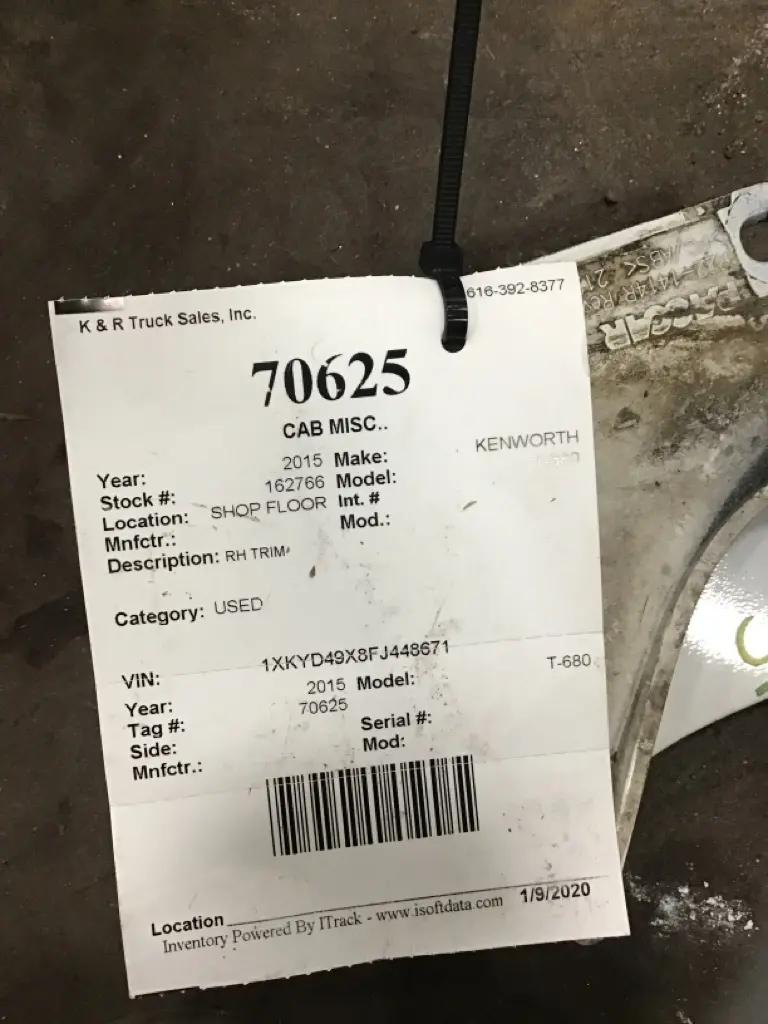 K & R Truck Sales, Inc. 616-392-8377
70625
CAB MISC..
Year: 2015 Make: KENWORTH
Stock #: 162766 Model:
Location: SHOP FLOOR Int. #
Mnfctr.: Mod.:
Description: RH TRIM
Category: USED
VIN: 1XKYD49X8FJ448671
Year: 2015 Model: T-680
Tag #: 70625
Side: Serial #:
Mnfctr.: Mod:
Location
Inventory Powered By ITrack - www.isoftdata.com 1/9/2020
PACCAR